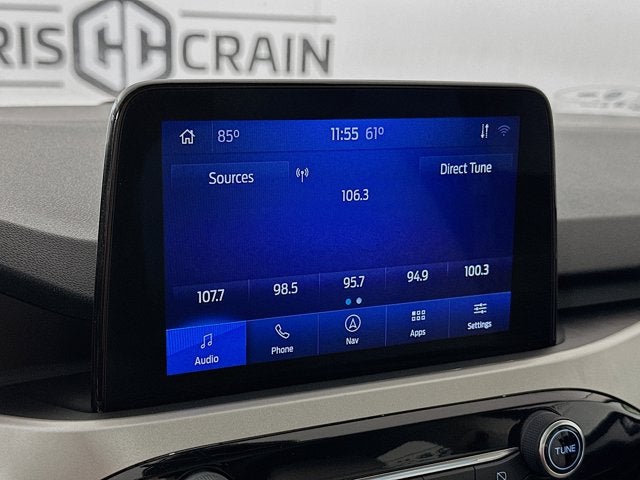 RIS HH CRAIN
85° 11:55 61°
Sources
Direct Tune
106.3
107.7 98.5 95.7 94.9 100.3
Audio Phone Nav Apps Settings
TUNE